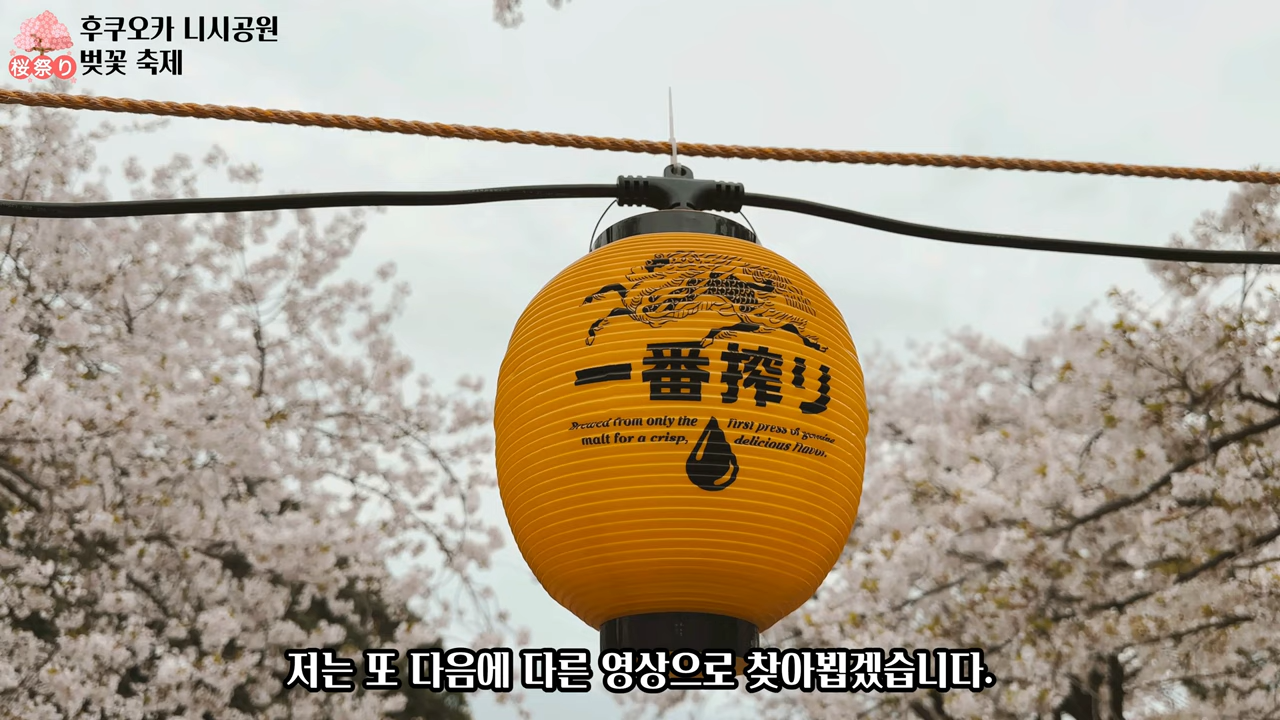 후쿠오카 니시공원
벚꽃 축제
桜祭り
一番搾り
Brewed from only the first press of genuine
malt for a crisp, delicious flavor.
저는 또 다음에 다른 영상으로 찾아뵙겠습니다.